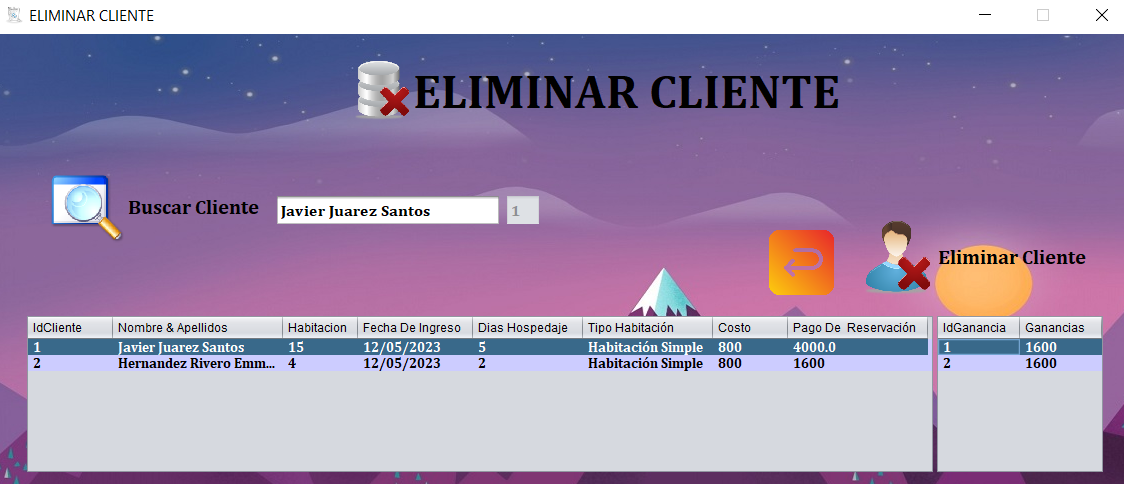 ELIMINAR CLIENTE
ELIMINAR CLIENTE
Buscar Cliente Javier Juarez Santos 1
Eliminar Cliente
IdCliente Nombre & Apellidos Habitacion Fecha De Ingreso Dias Hospedaje Tipo Habitación Costo Pago De Reservación IdGanancia Ganancias
1 Javier Juarez Santos 15 12/05/2023 5 Habitación Simple 800 4000.0 1 1600
2 Hernandez Rivero Emm... 4 12/05/2023 2 Habitación Simple 800 1600 2 1600